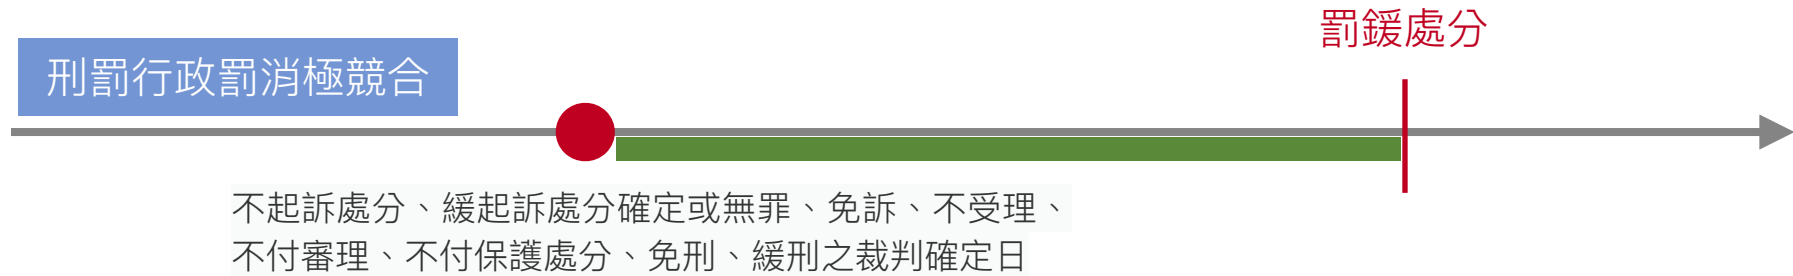 罰鍰處分
刑罰行政罰消極競合
不起訴處分、緩起訴處分確定或無罪、免訴、不受理、
不付審理、不付保護處分、免刑、緩刑之裁判確定日